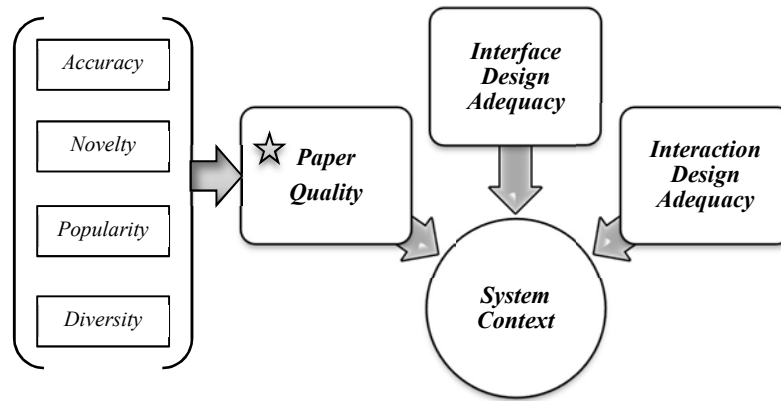 Accuracy
Novelty
Popularity
Diversity
Paper
Quality
Interface
Design
Adequacy
Interaction
Design
Adequacy
System
Context